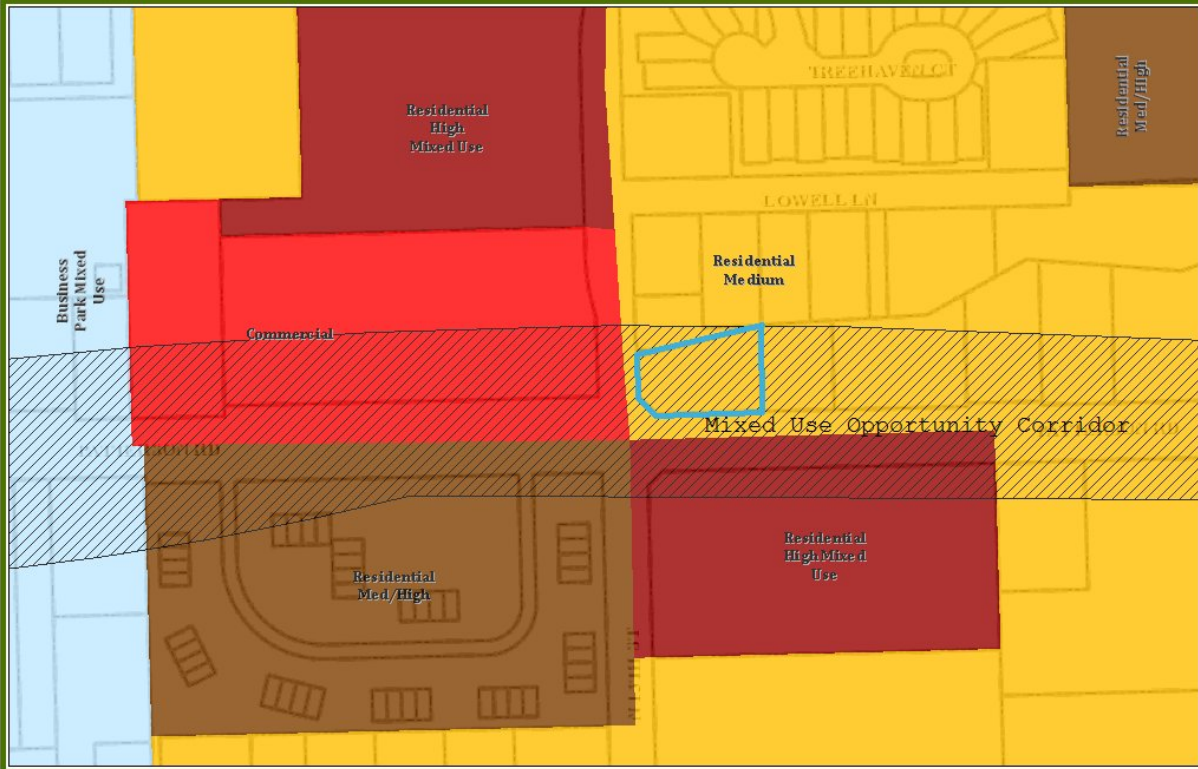 TREEHAVEN CT
Residential
Med/High
Residential
High
Mixed Use
LOWELL LN
Residential
Medium
Business
Park Mixed
Use
Commercial
Mixed Use Opportunity Corridor
Residential
High Mixed
Use
Residential
Med/High